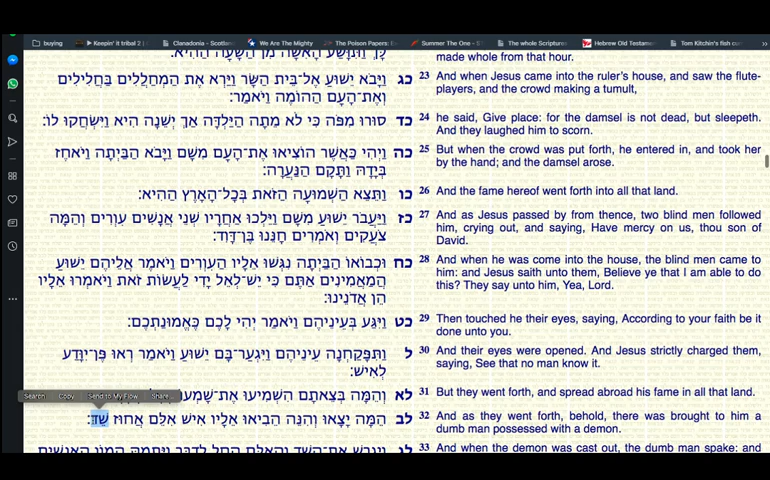 buying
Keepin' it tribal 2
Clanadonia – Scotlan
We Are The Mighty
The Poison Papers:
Summer The One -
The whole Scripture
Hebrew Old Testame
Tom Kitchin's fish cu
לָךְ וַתִּוָּשַׁע הָאִשָּׁה מִן־הַשָּׁעָה הַהִיא׃
made whole from that hour.
כג וַיָּבֹא יֵשׁוּעַ אֶל־בֵּית הַשָּׂר וַיַּרְא אֶת הַמְחַלְּלִים בַּחֲלִילִים
וְאֶת־הָעָם הַהוֹמֶה וַיֹּאמַר׃
23 And when Jesus came into the ruler's house, and saw the flute-
players, and the crowd making a tumult,
כד סוּרוּ מִפֹּה כִּי לֹא מֵתָה הַיַּלְדָּה אַךְ יְשֵׁנָה הִיא וַיִּשְׂחֲקוּ לוֹ׃
24 he said, Give place: for the damsel is not dead, but sleepeth.
And they laughed him to scorn.
כה וַיְהִי כַּאֲשֶׁר הוֹצִיאוּ אֶת־הָעָם מִשָּׁם וַיָּבֹא הַבַּיְתָה וַיֹּאחֶז
בְּיָדָהּ וַתָּקָם הַנַּעֲרָה׃
25 But when the crowd was put forth, he entered in, and took her
by the hand; and the damsel arose.
כו וַתֵּצֵא הַשְּׁמוּעָה הַזֹּאת בְּכָל־הָאָרֶץ הַהִיא׃
26 And the fame hereof went forth into all that land.
כז וַיַּעֲבֹר יֵשׁוּעַ מִשָּׁם וַיֵּלְכוּ אַחֲרָיו שְׁנֵי אֲנָשִׁים עִוְרִים וְהֵמָּה
צֹעֲקִים וְאֹמְרִים חָנֵּנוּ בֶּן־דָּוִד׃
27 And as Jesus passed by from thence, two blind men followed
him, crying out, and saying, Have mercy on us, thou son of
David.
כח וּכְבוֹאוֹ הַבַּיְתָה נִגְּשׁוּ אֵלָיו הָעִוְרִים וַיֹּאמֶר אֲלֵיהֶם יֵשׁוּעַ
הֲמַאֲמִינִים אַתֶּם כִּי יֶשׁ־לְאֵל יָדִי לַעֲשׂוֹת זֹאת וַיֹּאמְרוּ אֵלָיו
הֵן אֲדֹנֵינוּ׃
28 And when he was come into the house, the blind men came to
him: and Jesus saith unto them, Believe ye that I am able to do
this? They say unto him, Yea, Lord.
כט וַיִּגַּע בְּעֵינֵיהֶם וַיֹּאמַר יְהִי לָכֶם כֶּאֱמוּנַתְכֶם׃
29 Then touched he their eyes, saying, According to your faith be it
done unto you.
ל וַתִּפָּקַחְנָה עֵינֵיהֶם וַיִּגְעַר־בָּם יֵשׁוּעַ וַיֹּאמַר רְאוּ פֶּן־יִוָּדַע
לְאִישׁ׃
30 And their eyes were opened. And Jesus strictly charged them,
saying, See that no man know it.
Search Copy Send to My Flow Share...
לא וְהֵמָּה בְּצֵאתָם הִשְׁמִיעוּ אֶת־שָׁמְעוֹ
31 But they went forth, and spread abroad his fame in all that land.
לב הֵמָּה יָצָאוּ וְהִנֵּה הֵבִיאוּ אֵלָיו אִישׁ אִלֵּם אֲחוּז שֵׁד׃
32 And as they went forth, behold, there was brought to him a
dumb man possessed with a demon.
33 And when the demon was cast out, the dumb man spake: and